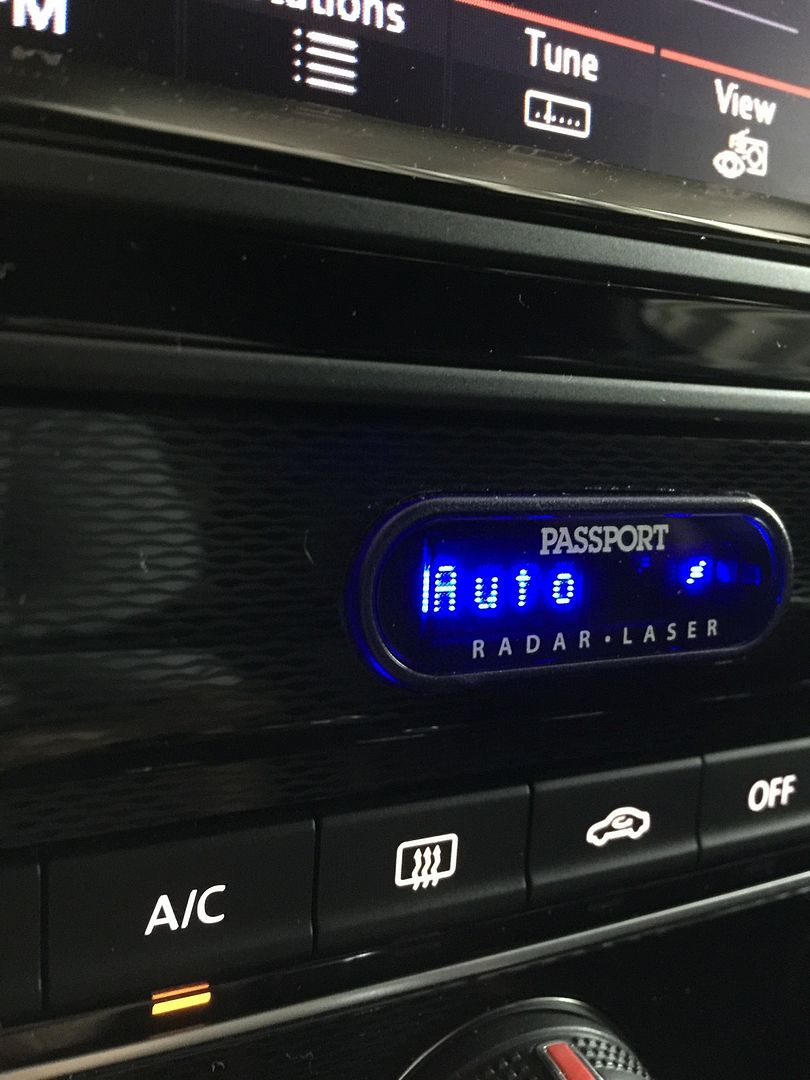 Tune
View
PASSPORT
Auto
RADAR•LASER
A/C
OFF